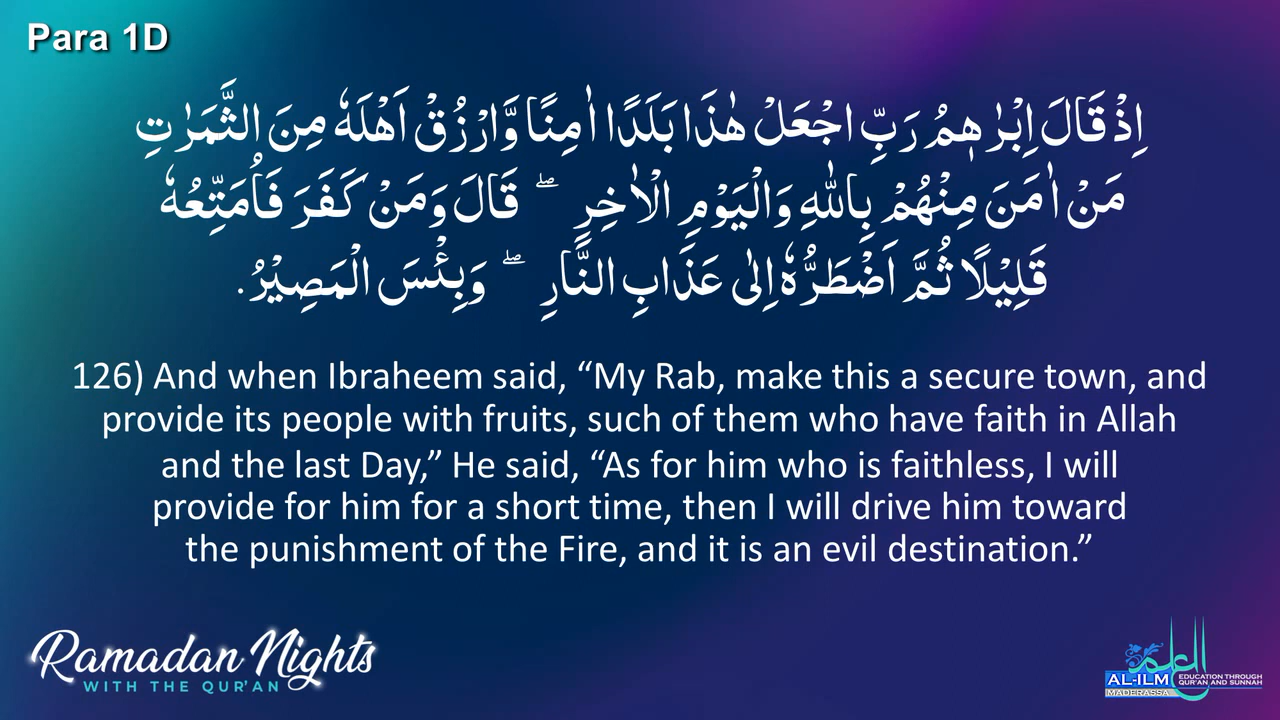 Para 1D
اِذْ قَالَ اِبْرٰهٖمُ رَبِّ اجْعَلْ هٰذَا بَلَدًا اٰمِنًا وَّارْزُقْ اَهْلَهٗ مِنَ الثَّمَرٰتِ
مَنْ اٰمَنَ مِنْهُمْ بِاللّٰهِ وَالْيَوْمِ الْاٰخِرِ ۖ قَالَ وَمَنْ كَفَرَ فَاُمَتِّعُهٗ
قَلِيْلًا ثُمَّ اَضْطَرُّهٗ اِلٰى عَذَابِ النَّارِ ۖ وَبِئْسَ الْمَصِيْرُ.
126) And when Ibraheem said, “My Rab, make this a secure town, and
provide its people with fruits, such of them who have faith in Allah
and the last Day,” He said, “As for him who is faithless, I will
provide for him for a short time, then I will drive him toward
the punishment of the Fire, and it is an evil destination.”
Ramadan Nights
WITH THE QUR'AN
العلم
AL-ILM
MADERASSA
EDUCATION THROUGH
QUR'AN AND SUNNAH